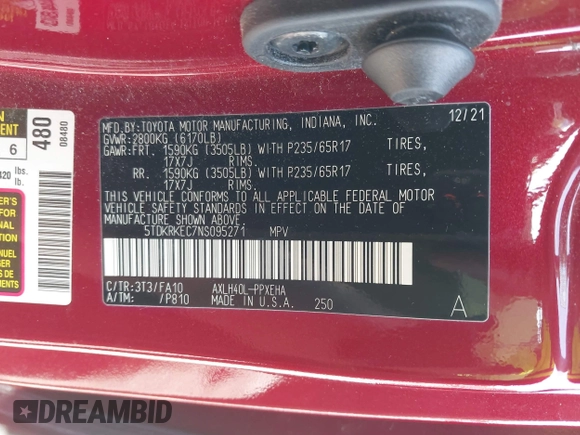 MFD.BY:TOYOTA MOTOR MANUFACTURING, INDIANA, INC. 12/21
GVWR:2800KG (6170LB)
GAWR:FRT. 1590KG (3505LB) WITH P235/65R17 TIRES,
17X7J RIMS.
RR. 1590KG (3505LB) WITH P235/65R17 TIRES,
17X7J RIMS.
THIS VEHICLE CONFORMS TO ALL APPLICABLE FEDERAL MOTOR
VEHICLE SAFETY STANDARDS IN EFFECT ON THE DATE OF
MANUFACTURE SHOWN ABOVE.
5TDKRKEC7NS095271 MPV
C/TR:3T3/FA10 AXLH40L-PPXEHA
A/TM: /P810 MADE IN U.S.A. 250 A
480
08480
6
420 lbs.
lb.
DREAMBID